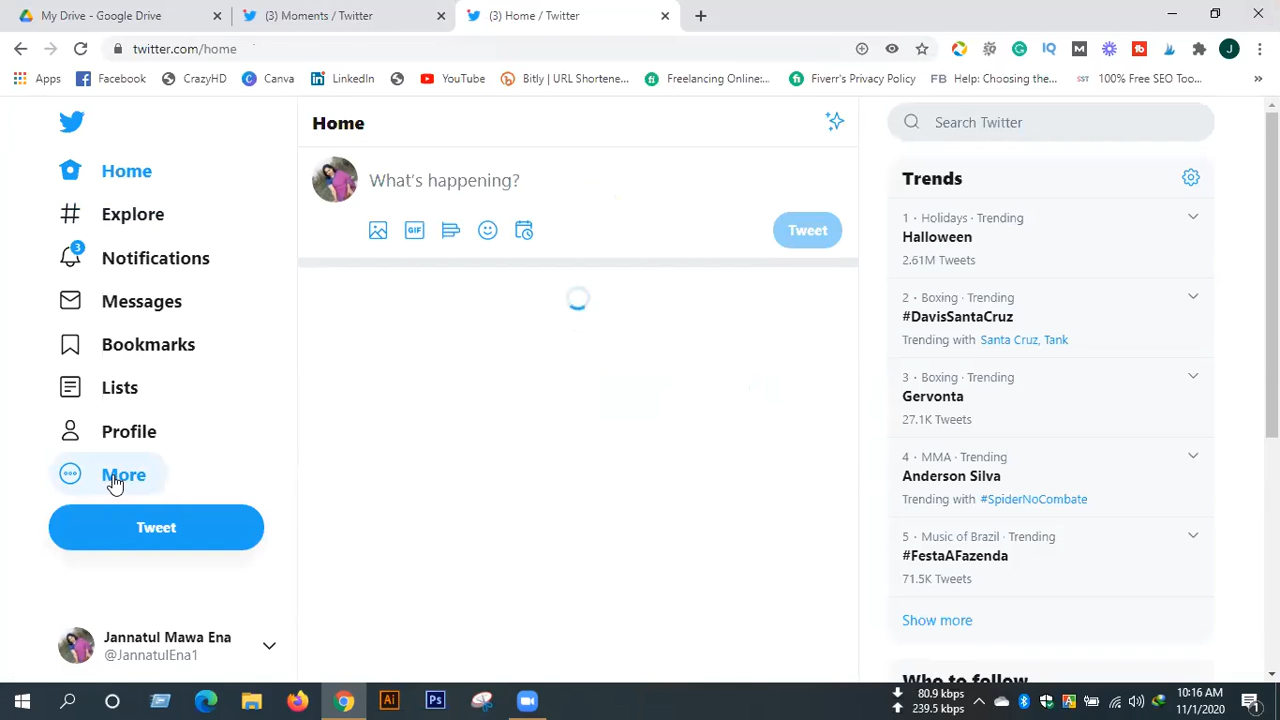 My Drive - Google Drive
(3) Moments / Twitter
(3) Home / Twitter
twitter.com/home
J
Apps
Facebook
CrazyHD
Canva
LinkedIn
YouTube
Bitly | URL Shortene...
Freelancing Online:...
Fiverr's Privacy Policy
FB Help: Choosing the...
SST 100% Free SEO Too...
Home
Home
What's happening?
Search Twitter
Explore
GIF
Tweet
Trends
3
Notifications
1 · Holidays · Trending
Halloween
2.61M Tweets
Messages
2 · Boxing · Trending
#DavisSantaCruz
Trending with Santa Cruz, Tank
Bookmarks
Lists
3 · Boxing · Trending
Gervonta
27.1K Tweets
Profile
More
4 · MMA · Trending
Anderson Silva
Trending with #SpiderNoCombate
Tweet
5 · Music of Brazil · Trending
#FestaAFazenda
71.5K Tweets
Show more
Jannatul Mawa Ena
@JannatulEna1
Who to follow
Ai
Ps
80.9 kbps
239.5 kbps
10:16 AM
11/1/2020
1